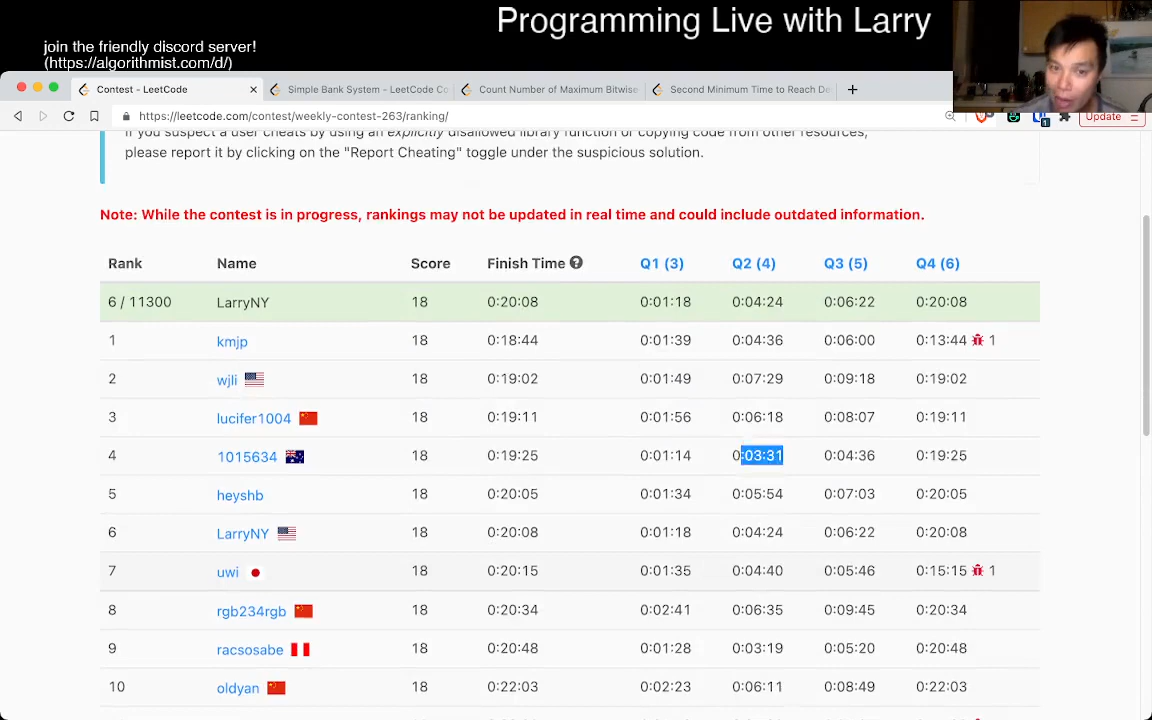 Programming Live with Larry
join the friendly discord server!
(https://algorithmist.com/d/)
Contest - LeetCode
Simple Bank System - LeetCode Co
Count Number of Maximum Bitwise
Second Minimum Time to Reach De
https://leetcode.com/contest/weekly-contest-263/ranking/
Update
If you suspect a user cheats by using an explicitly disallowed library function or copying code from other resources,
please report it by clicking on the "Report Cheating" toggle under the suspicious solution.
Note: While the contest is in progress, rankings may not be updated in real time and could include outdated information.
Rank Name Score Finish Time Q1 (3) Q2 (4) Q3 (5) Q4 (6)
6 / 11300 LarryNY 18 0:20:08 0:01:18 0:04:24 0:06:22 0:20:08
1 kmjp 18 0:18:44 0:01:39 0:04:36 0:06:00 0:13:44 1
2 wjli 18 0:19:02 0:01:49 0:07:29 0:09:18 0:19:02
3 lucifer1004 18 0:19:11 0:01:56 0:06:18 0:08:07 0:19:11
4 1015634 18 0:19:25 0:01:14 0:03:31 0:04:36 0:19:25
5 heyshb 18 0:20:05 0:01:34 0:05:54 0:07:03 0:20:05
6 LarryNY 18 0:20:08 0:01:18 0:04:24 0:06:22 0:20:08
7 uwi 18 0:20:15 0:01:35 0:04:40 0:05:46 0:15:15 1
8 rgb234rgb 18 0:20:34 0:02:41 0:06:35 0:09:45 0:20:34
9 racsosabe 18 0:20:48 0:01:28 0:03:19 0:05:20 0:20:48
10 oldyan 18 0:22:03 0:02:23 0:06:11 0:08:49 0:22:03